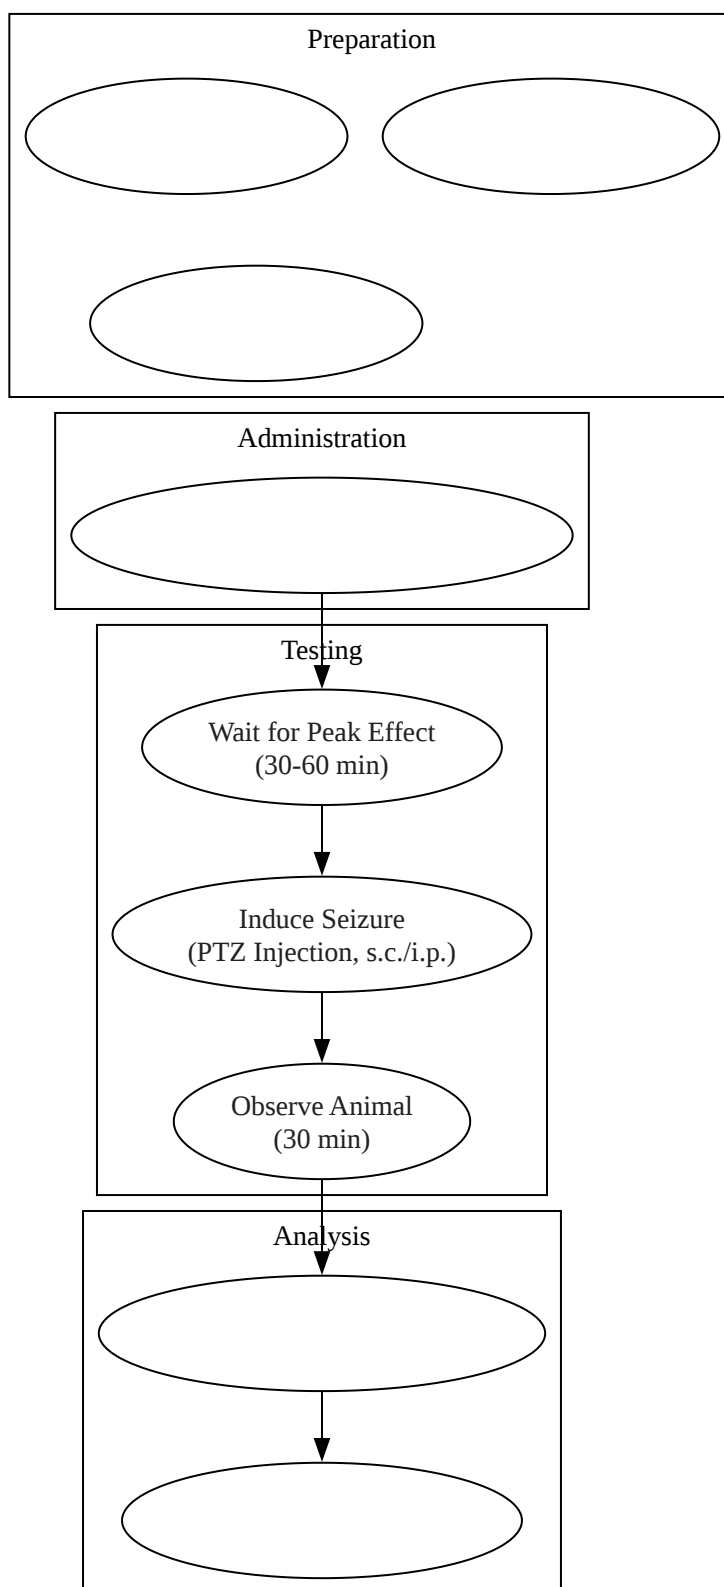 Preparation
Administration
Testing
Wait for Peak Effect
(30-60 min)
Induce Seizure
(PTZ Injection, s.c./i.p.)
Observe Animal
(30 min)
Analysis